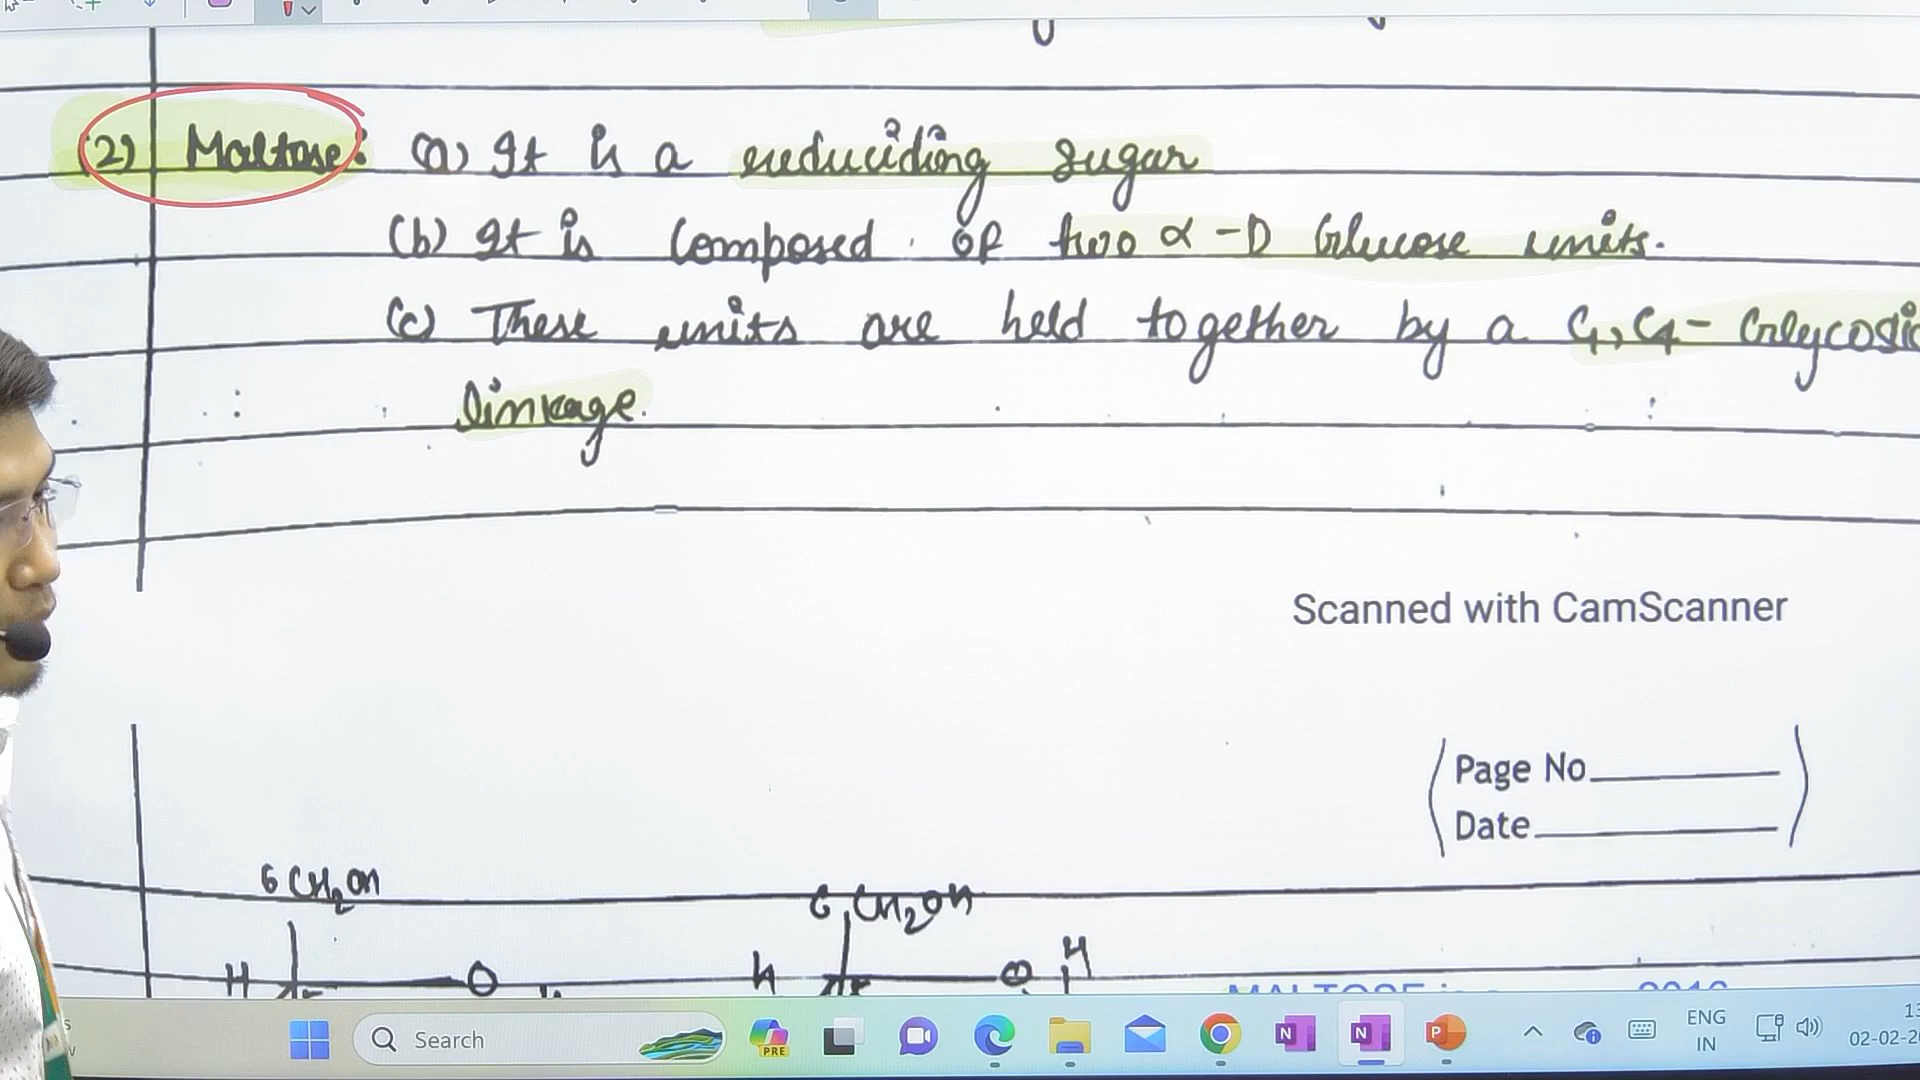 (2) Maltose: (a) It is a reduciding sugar
(b) It is composed of two α-D Glucose units.
(c) These units are held together by a C1,C4- Glycosidic
linkage.
Scanned with CamScanner
Page No
Date
6 CH2OH
6 CH2OH
H O H O H
Search
PRE
ENG
IN
02-02-2